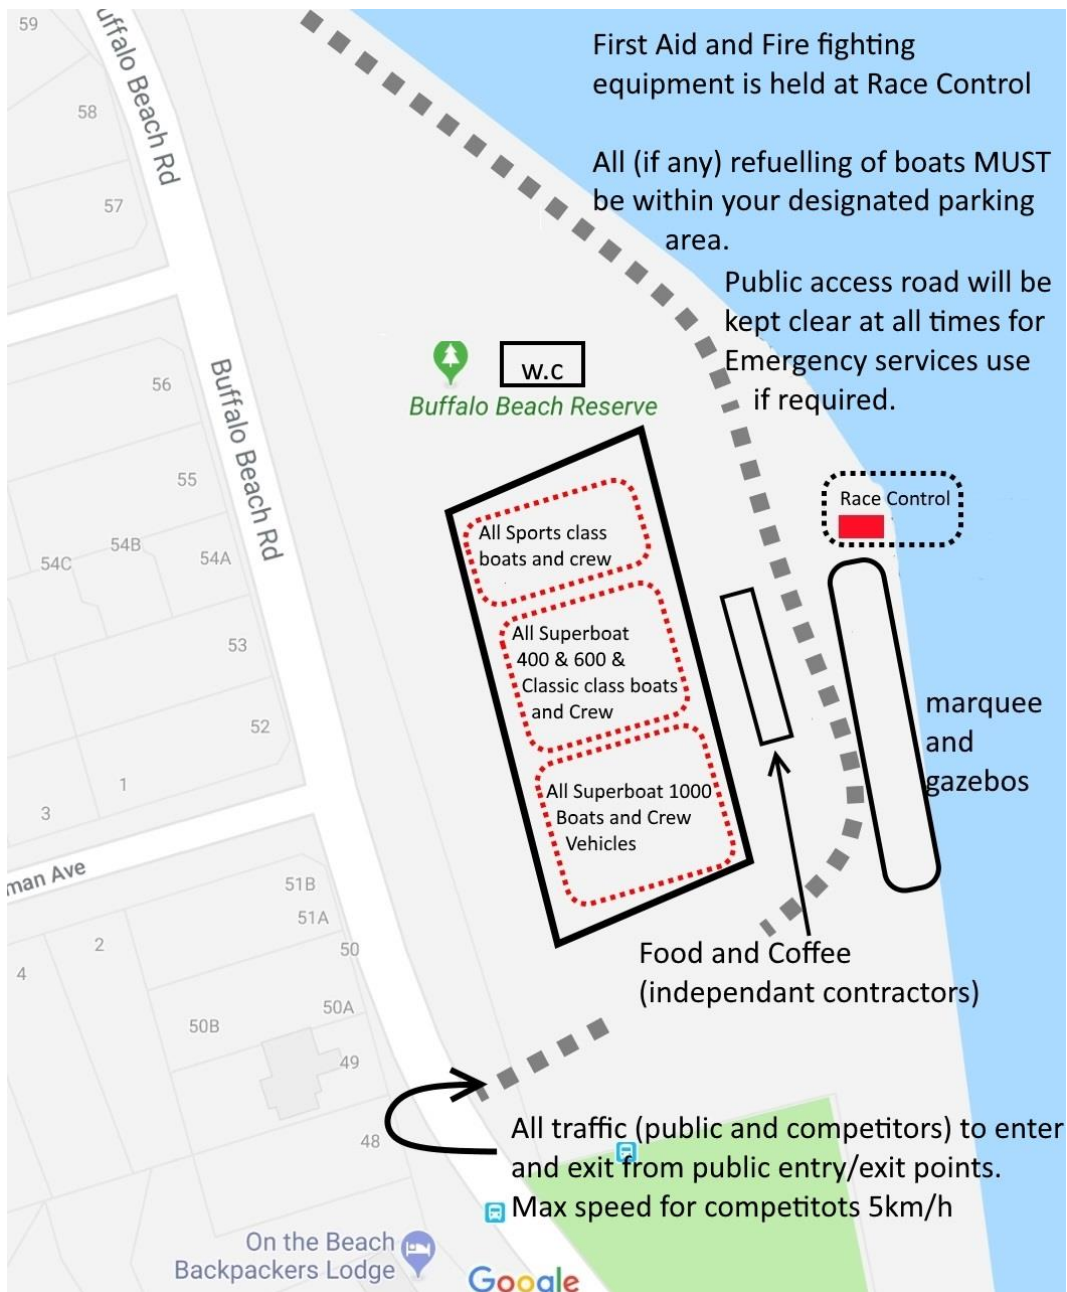 59
uffalo Beach Rd
First Aid and Fire fighting
equipment is held at Race Control
58
All (if any) refuelling of boats MUST
be within your designated parking
area.
57
Public access road will be
kept clear at all times for
Emergency services use
if required.
w.c
Buffalo Beach Reserve
Buffalo Beach Rd
56
55
54C
54B
54A
Race Control
All Sports class
boats and crew
53
All Superboat
400 & 600 &
Classic class boats
and Crew
52
marquee
and
gazebos
1
3
All Superboat 1000
Boats and Crew
Vehicles
man Ave
51B
51A
50
2
4
Food and Coffee
(independant contractors)
50A
50B
49
48
All traffic (public and competitors) to enter
and exit from public entry/exit points.
Max speed for competitots 5km/h
On the Beach
Backpackers Lodge
Google